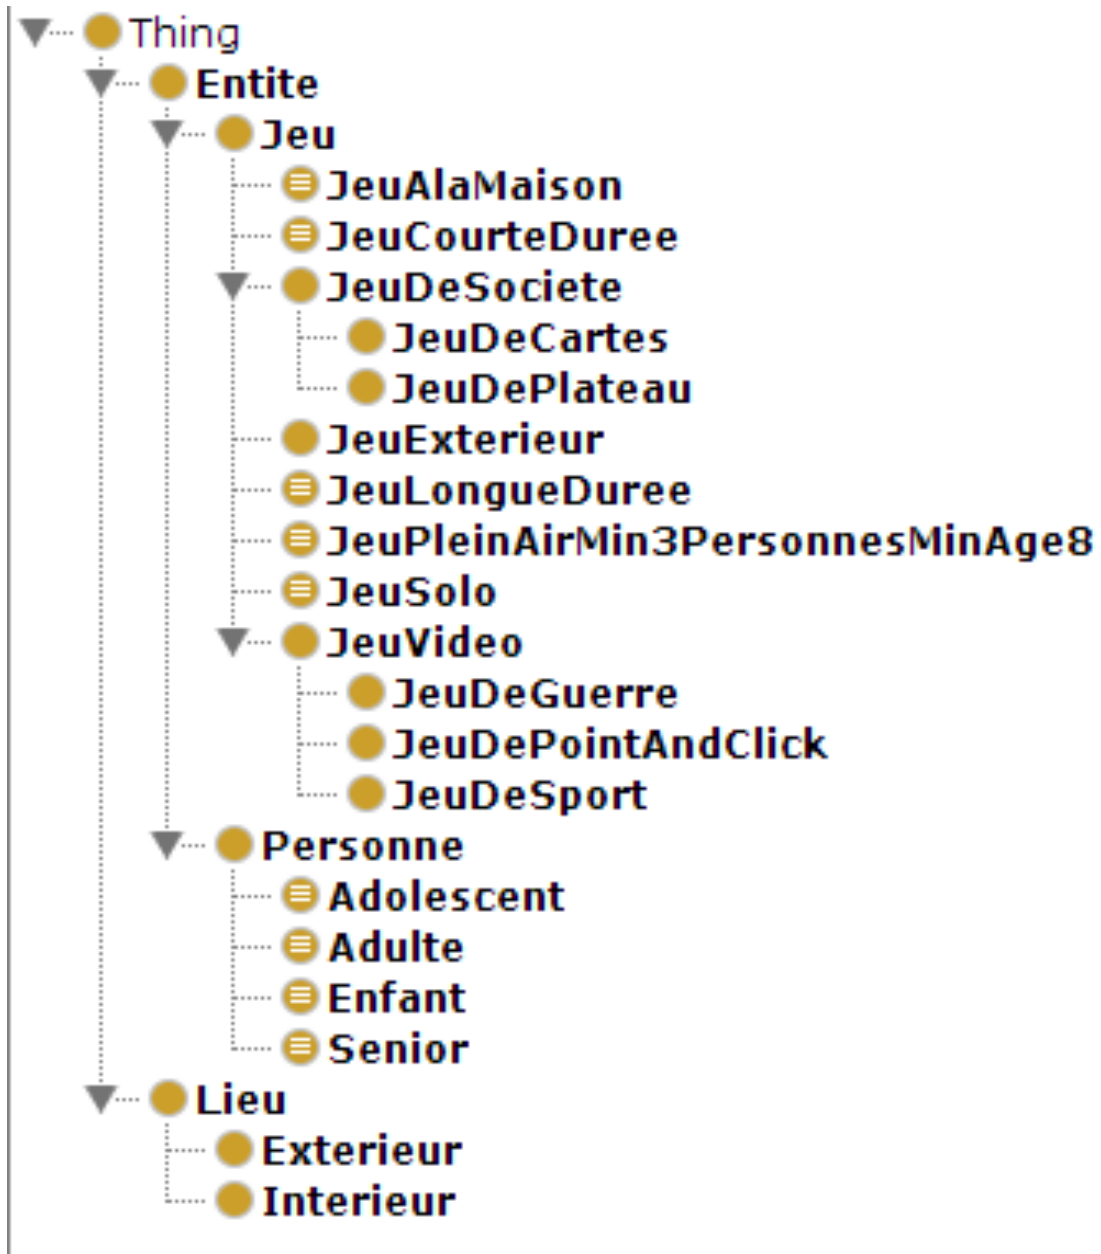 Thing
Entite
Jeu
JeuAlaMaison
JeuCourteDuree
JeuDeSociete
JeuDeCartes
JeuDePlateau
JeuExterieur
JeuLongueDuree
JeuPleinAirMin3PersonnesMinAge8
JeuSolo
JeuVideo
JeuDeGuerre
JeuDePointAndClick
JeuDeSport
Personne
Adolescent
Adulte
Enfant
Senior
Lieu
Exterieur
Interieur